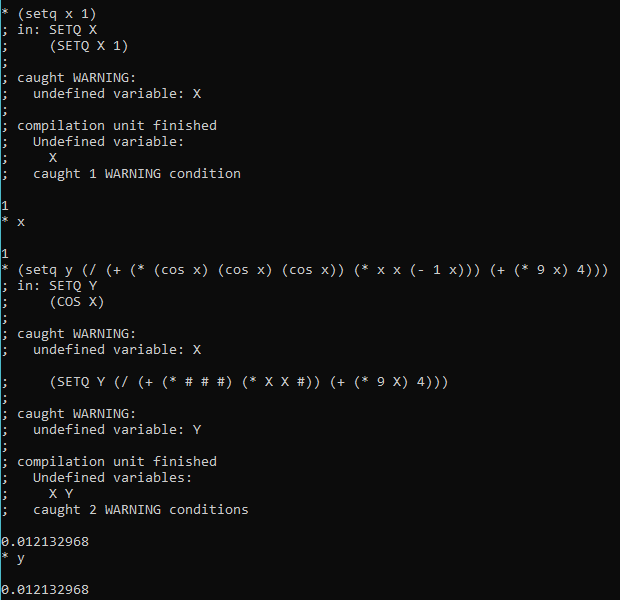 * (setq x 1)
; in: SETQ X
;     (SETQ X 1)
;
; caught WARNING:
;   undefined variable: X
;
; compilation unit finished
;   Undefined variable:
;     X
;   caught 1 WARNING condition
1
* x
1
* (setq y (/ (+ (* (cos x) (cos x) (cos x)) (* x x (- 1 x))) (+ (* 9 x) 4)))
; in: SETQ Y
;     (COS X)
;
; caught WARNING:
;   undefined variable: X
;     (SETQ Y (/ (+ (* # # #) (* X X #)) (+ (* 9 X) 4)))
;
; caught WARNING:
;   undefined variable: Y
;
; compilation unit finished
;   Undefined variables:
;     X Y
;   caught 2 WARNING conditions
0.012132968
* y
0.012132968